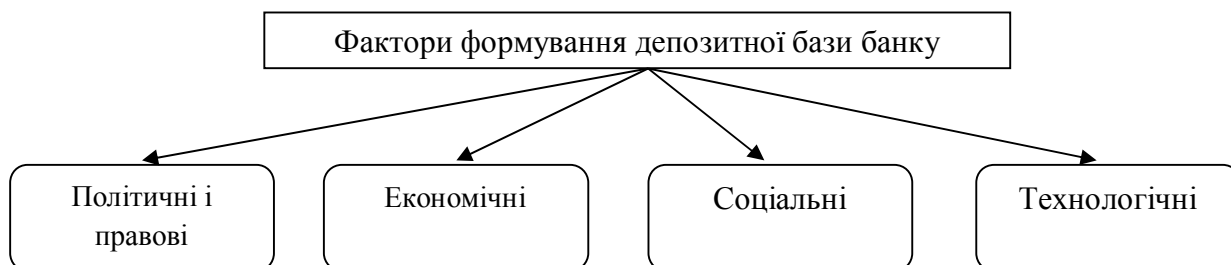 Фактори формування депозитної бази банку
Політичні і
правові
Економічні
Соціальні
Технологічні